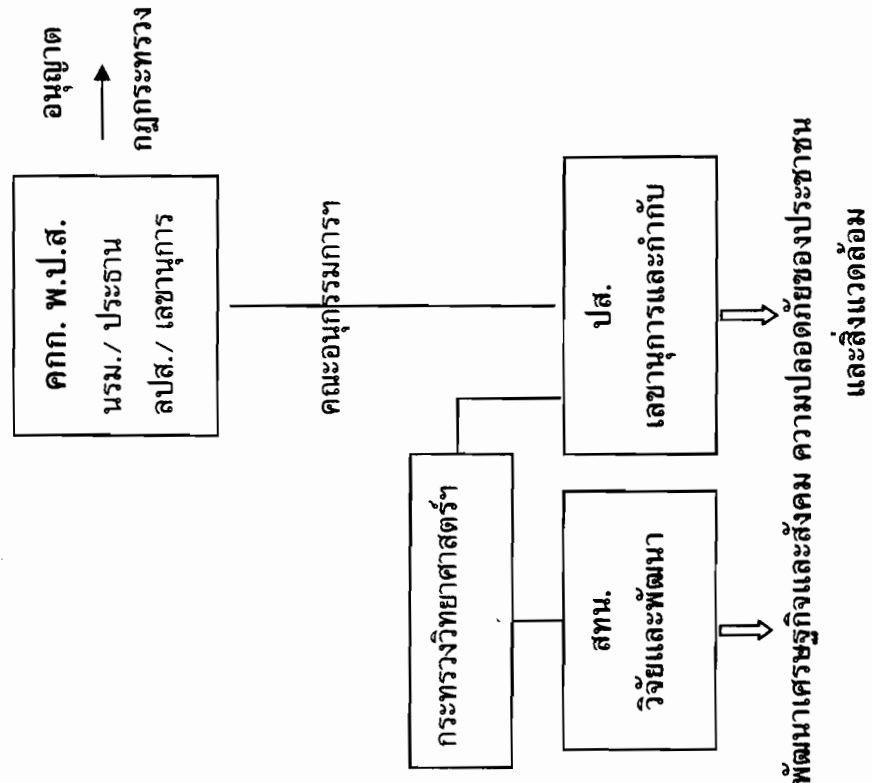 คกก. พ.ป.ส.
นรม./ ประธาน
ลปส./ เลขานุการ
อนุญาต
กฎกระทรวง
คณะอนุกรรมการฯ
กระทรวงวิทยาศาสตร์ฯ
สทน.
วิจัยและพัฒนา
ปส.
เลขานุการและกำกับ
พัฒนาเศรษฐกิจและสังคม ความปลอดภัยของประชาชน
และสิ่งแวดล้อม